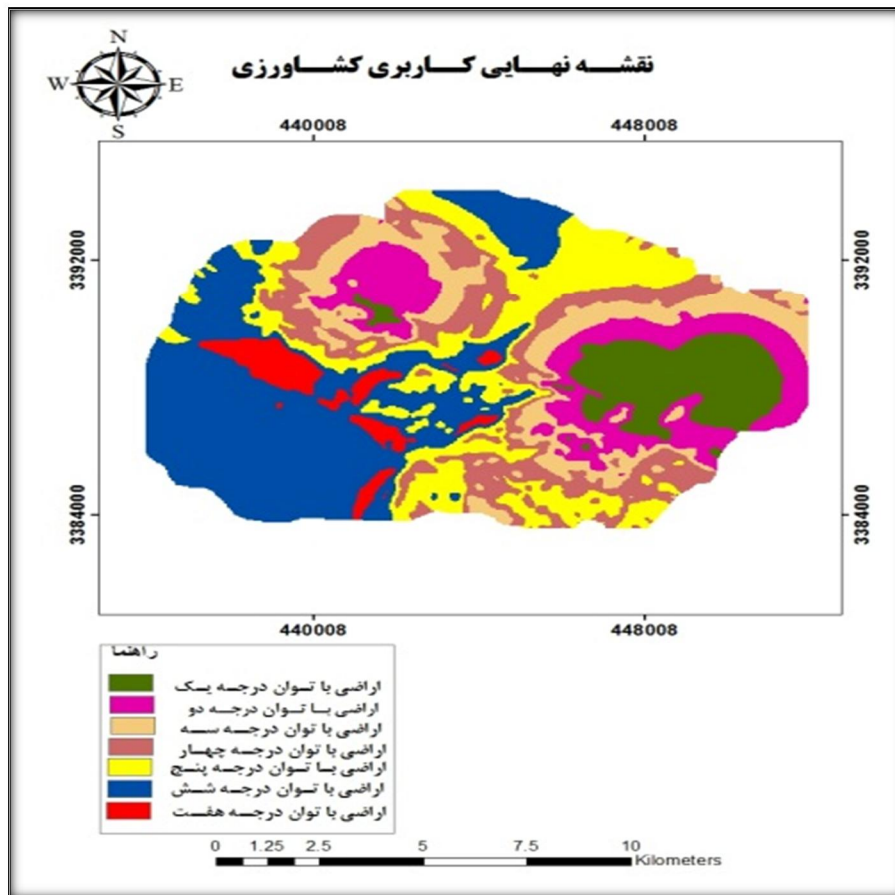 N
W E
S
نقشه نهایی کاربری کشاورزی
440008 448008
3392000 3392000
3384000 3384000
440008 448008
راهنما
اراضی با توان درجه یک
اراضی با توان درجه دو
اراضی با توان درجه سه
اراضی با توان درجه چهار
اراضی با توان درجه پنج
اراضی با توان درجه شش
اراضی با توان درجه هفت
0 1.25 2.5 5 7.5 10
Kilometers